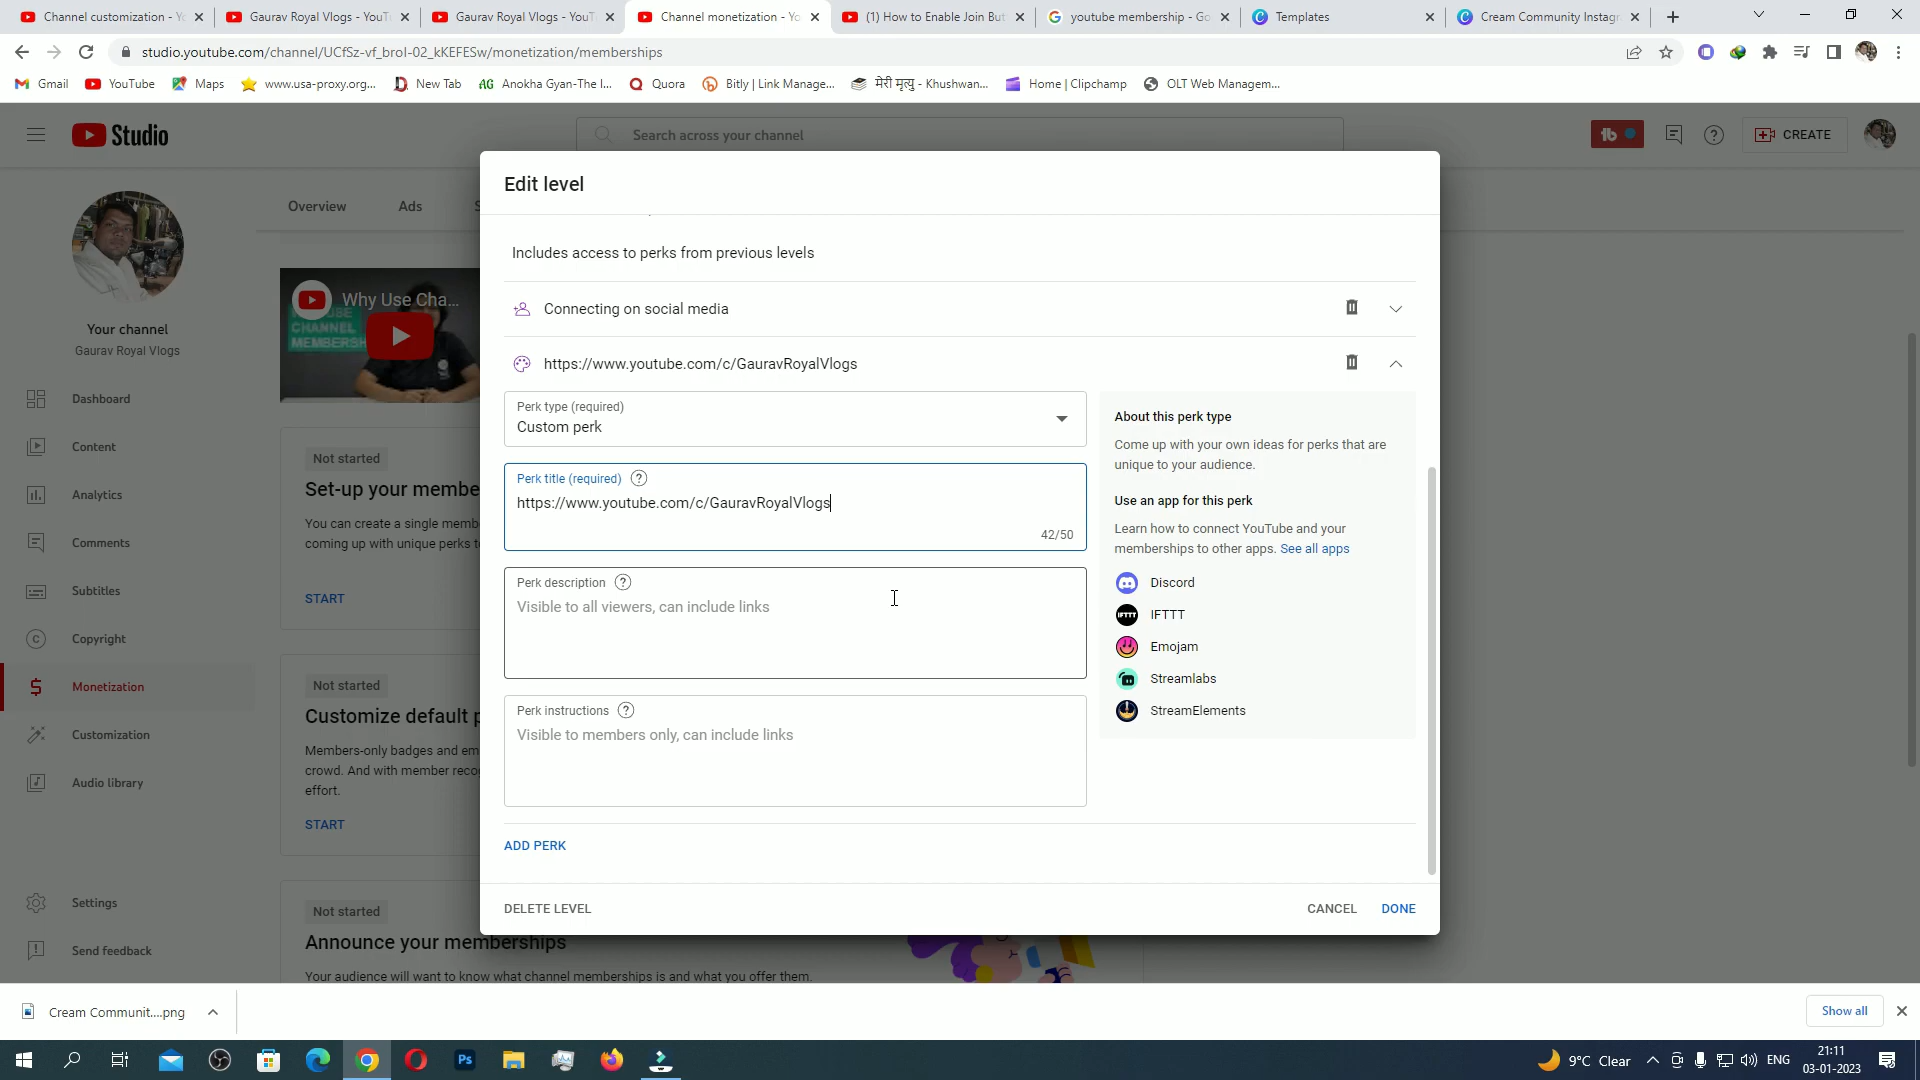 Channel customization - Yo
Gaurav Royal Vlogs - YouTu
Gaurav Royal Vlogs - YouTu
Channel monetization - Yo
(1) How to Enable Join But
youtube membership - Go
Templates
Cream Community Instagr
studio.youtube.com/channel/UCfSz-vf_broI-02_kKEFESw/monetization/memberships
Gmail
YouTube
Maps
www.usa-proxy.org...
New Tab
AG Anokha Gyan-The I...
Quora
Bitly | Link Manage...
मेरी मृत्यु - Khushwan...
Home | Clipchamp
OLT Web Managem...
Studio
Search across your channel
CREATE
Edit level
Overview
Ads
S
Includes access to perks from previous levels
Why Use Cha...
YOUTUBE
CHANNEL
MEMBERSH
Connecting on social media
Your channel
Gaurav Royal Vlogs
https://www.youtube.com/c/GauravRoyalVlogs
Dashboard
Content
Analytics
Comments
Subtitles
Copyright
Monetization
Customization
Audio library
Settings
Send feedback
Not started
Set-up your membe
You can create a single memb
coming up with unique perks t
START
Not started
Customize default p
Members-only badges and em
crowd. And with member reco
effort.
START
Not started
Announce your memberships
Your audience will want to know what channel memberships is and what you offer them.
Perk type (required)
Custom perk
Perk title (required)
https://www.youtube.com/c/GauravRoyalVlogs
42/50
Perk description
Visible to all viewers, can include links
Perk instructions
Visible to members only, can include links
ADD PERK
About this perk type
Come up with your own ideas for perks that are
unique to your audience.
Use an app for this perk
Learn how to connect YouTube and your
memberships to other apps. See all apps
Discord
IFTTT
IFTTT
Emojam
Streamlabs
StreamElements
DELETE LEVEL
CANCEL
DONE
Cream Communit....png
Show all
Ps
9°C Clear
ENG
21:11
03-01-2023